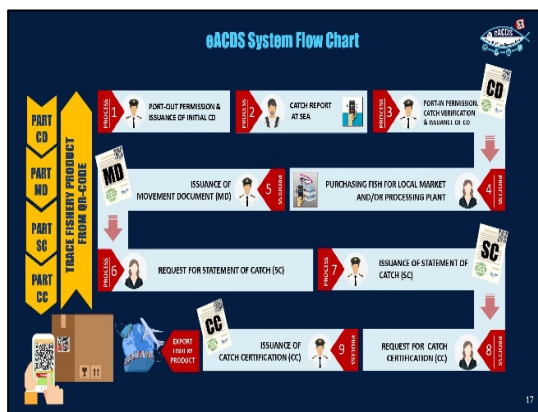 eACDS System Flow Chart
eACDS
PART
CD
PART
MD
PART
SC
PART
CC
TRACE FISHERY PRODUCT
FROM QR-CODE
PROCESS
1
PORT-OUT PERMISSION &
ISSUANCE OF INITIAL CD
PROCESS
2
CATCH REPORT
AT SEA
PROCESS
3
PORT-IN PERMISSION,
CATCH VERIFICATION
& ISSUANCE OF CD
CD
PROCESS
4
PURCHASING FISH FOR LOCAL MARKET
AND/OR PROCESSING PLANT
PROCESS
5
ISSUANCE OF
MOVEMENT DOCUMENT (MD)
MD
PROCESS
6
REQUEST FOR STATEMENT OF CATCH (SC)
PROCESS
7
ISSUANCE OF STATEMENT OF
CATCH (SC)
SC
PROCESS
8
REQUEST FOR CATCH
CERTIFICATION (CC)
PROCESS
9
ISSUANCE OF
CATCH CERTIFICATION (CC)
CC
EXPORT
FISHERY
PRODUCT
17